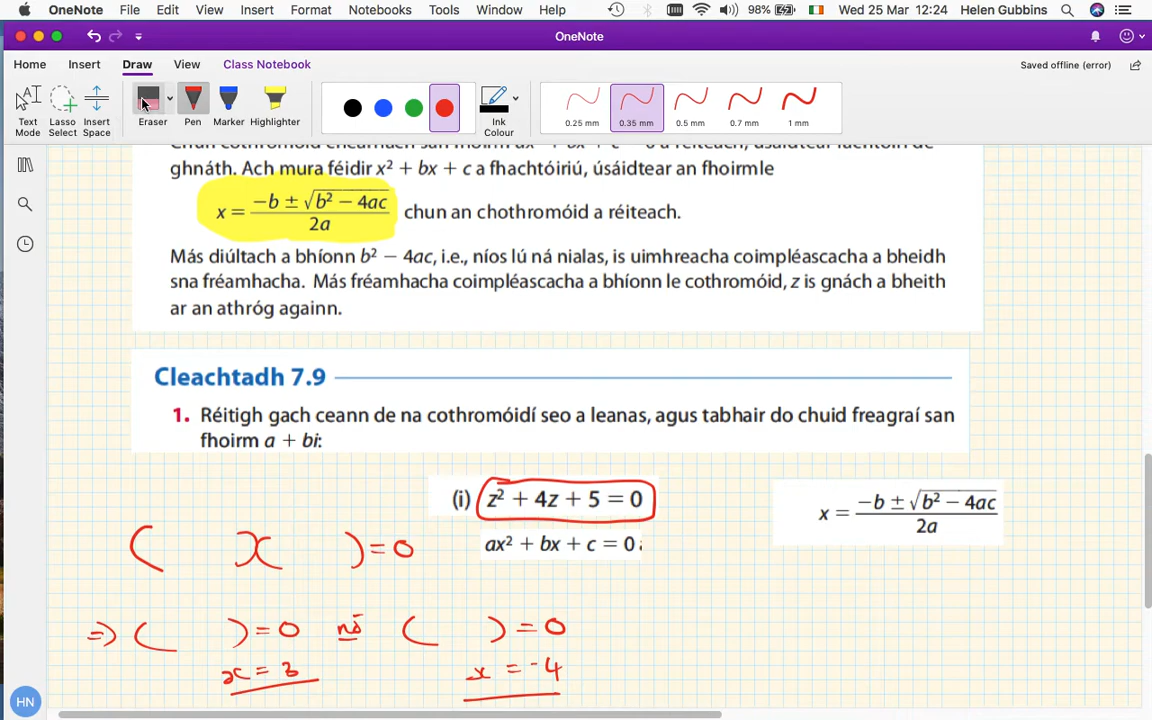 OneNote File Edit View Insert Format Notebooks Tools Window Help 98% Wed 25 Mar 12:24 Helen Gubbins
OneNote
Home Insert Draw View Class Notebook Saved offline (error)
Text Mode Lasso Select Insert Space Eraser Pen Marker Highlighter Ink Colour 0.25 mm 0.35 mm 0.5 mm 0.7 mm 1 mm
ghnáth. Ach mura féidir x² + bx + c a fhachtóiriú, úsáidtear an fhoirmle
x = (−b ± √(b² − 4ac))/2a chun an chothromóid a réiteach.
Más diúltach a bhíonn b² − 4ac, i.e., níos lú ná nialas, is uimhreacha coimpléascacha a bheidh
sna fréamhacha. Más fréamhacha coimpléascacha a bhíonn le cothromóid, z is gnách a bheith
ar an athróg againn.
Cleachtadh 7.9
1. Réitigh gach ceann de na cothromóidí seo a leanas, agus tabhair do chuid freagraí san
fhoirm a + bi:
(i) z² + 4z + 5 = 0
x = (−b ± √(b² − 4ac))/2a
ax² + bx + c = 0
( )( ) = 0
=> ( ) = 0 nó ( ) = 0
x = 3 x = -4
HN